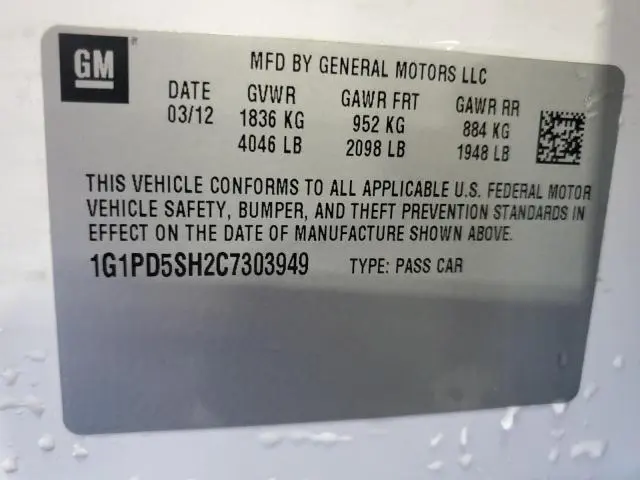 GM
MFD BY GENERAL MOTORS LLC
DATE GVWR GAWR FRT GAWR RR
03/12 1836 KG 952 KG 884 KG
4046 LB 2098 LB 1948 LB
THIS VEHICLE CONFORMS TO ALL APPLICABLE U.S. FEDERAL MOTOR
VEHICLE SAFETY, BUMPER, AND THEFT PREVENTION STANDARDS IN
EFFECT ON THE DATE OF MANUFACTURE SHOWN ABOVE.
1G1PD5SH2C7303949 TYPE: PASS CAR